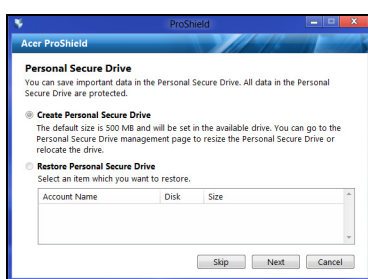 ProShield
Acer ProShield
Personal Secure Drive
You can save important data in the Personal Secure Drive. All data in the Personal
Secure Drive are protected.
Create Personal Secure Drive
The default size is 500 MB and will be set in the available drive. You can go to the
Personal Secure Drive management page to resize the Personal Secure Drive or
relocate the drive.
Restore Personal Secure Drive
Select an item which you want to restore.
Account Name Disk Size
Skip Next Cancel